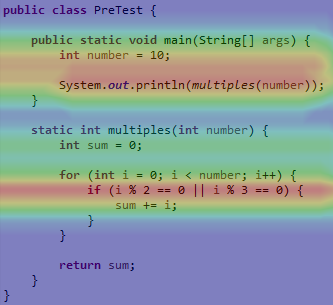 public class PreTest {
public static void main(String[] args) {
int number = 10;
System.out.println(multiples(number));
}
static int multiples(int number) {
int sum = 0;
for (int i = 0; i < number; i++) {
if (i % 2 == 0 || i % 3 == 0) {
sum += i;
}
}
return sum;
}
}